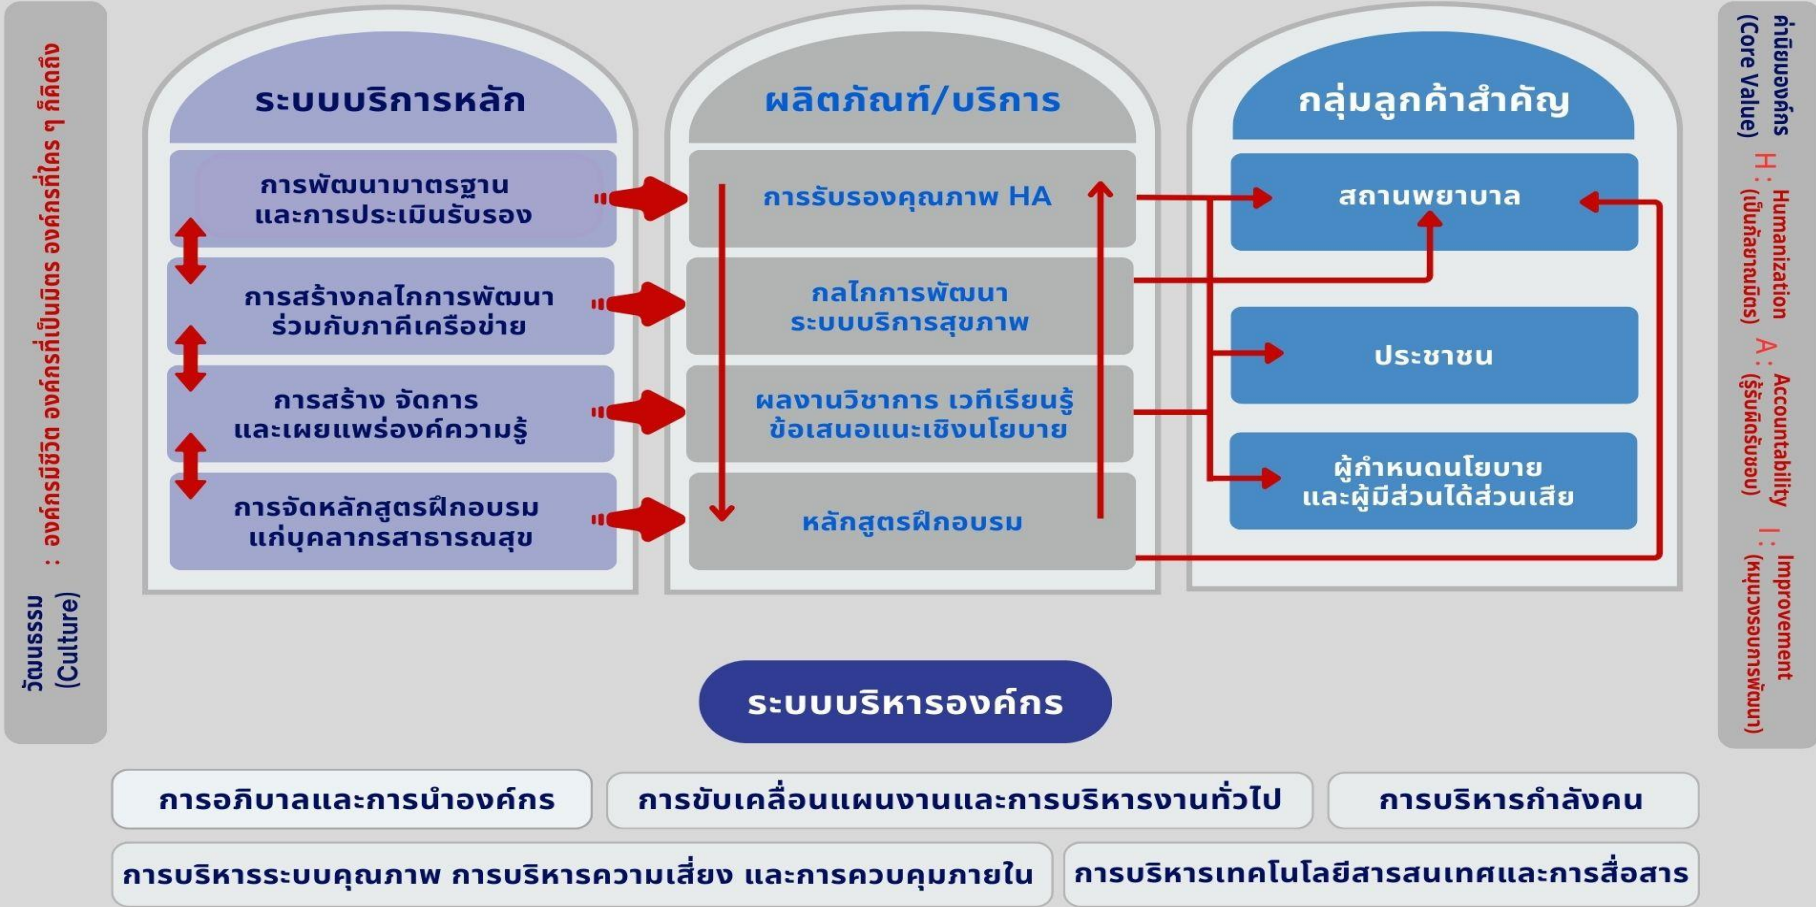 วัฒนธรรม
(Culture)
: องค์กรมีชีวิต องค์กรที่เป็นมิตร องค์กรที่ใคร ๆ ก็คิดถึง
ระบบบริการหลัก
การพัฒนามาตรฐาน
และการประเมินรับรอง
การสร้างกลไกการพัฒนา
ร่วมกับภาคีเครือข่าย
การสร้าง จัดการ
และเผยแพร่องค์ความรู้
การจัดหลักสูตรฝึกอบรม
แก่บุคลากรสาธารณสุข
ผลิตภัณฑ์/บริการ
การรับรองคุณภาพ HA
กลไกการพัฒนา
ระบบบริการสุขภาพ
ผลงานวิชาการ เวทีเรียนรู้
ข้อเสนอแนะเชิงนโยบาย
หลักสูตรฝึกอบรม
กลุ่มลูกค้าสำคัญ
สถานพยาบาล
ประชาชน
ผู้กำหนดนโยบาย
และผู้มีส่วนได้ส่วนเสีย
ค่านิยมองค์กร
(Core Value)
H : Humanization
(เป็นกัลยาณมิตร)
A : Accountability
(รู้รับผิดรับชอบ)
I : Improvement
(หมุนวงรอบการพัฒนา)
ระบบบริหารองค์กร
การอภิบาลและการนำองค์กร
การขับเคลื่อนแผนงานและการบริหารงานทั่วไป
การบริหารกำลังคน
การบริหารระบบคุณภาพ การบริหารความเสี่ยง และการควบคุมภายใน
การบริหารเทคโนโลยีสารสนเทศและการสื่อสาร